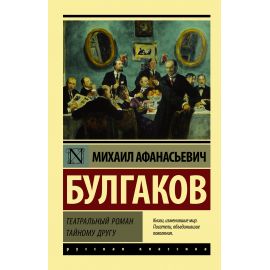 N
МИХАИЛ АФАНАСЬЕВИЧ
БУЛГАКОВ
ТЕАТРАЛЬНЫЙ РОМАН
ТАЙНОМУ ДРУГУ
Книги, изменившие мир.
Писатели, объединившие
поколения.
русская классика